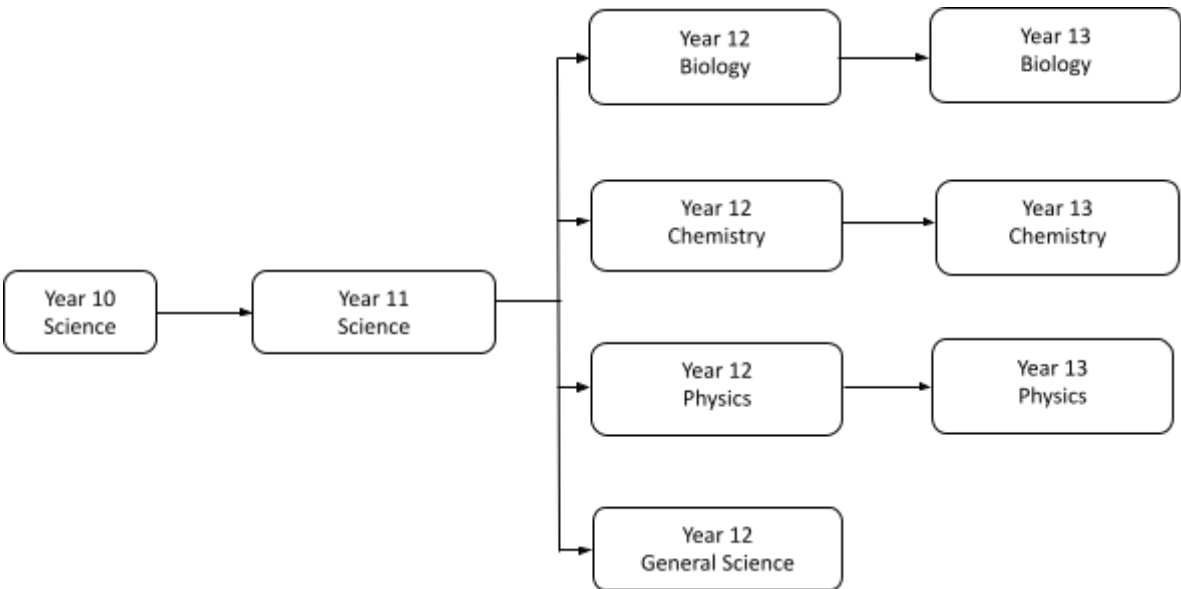 Year 12
Biology
Year 13
Biology
Year 12
Chemistry
Year 13
Chemistry
Year 10
Science
Year 11
Science
Year 12
Physics
Year 13
Physics
Year 12
General Science